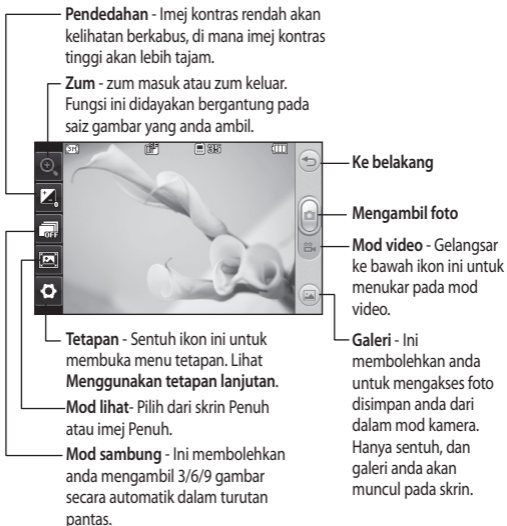 Pendedahan - Imej kontras rendah akan
kelihatan berkabus, di mana imej kontras
tinggi akan lebih tajam.
Zum - zum masuk atau zum keluar.
Fungsi ini didayakan bergantung pada
saiz gambar yang anda ambil.
3M
35
OFF
Ke belakang
Mengambil foto
Mod video - Gelangsar
ke bawah ikon ini untuk
menukar pada mod
video.
Galeri - Ini
membolehkan anda
untuk mengakses foto
disimpan anda dari
dalam mod kamera.
Hanya sentuh, dan
galeri anda akan
muncul pada skrin.
Tetapan - Sentuh ikon ini untuk
membuka menu tetapan. Lihat
Menggunakan tetapan lanjutan.
Mod lihat- Pilih dari skrin Penuh
atau imej Penuh.
Mod sambung - Ini membolehkan
anda mengambil 3/6/9 gambar
secara automatik dalam turutan
pantas.